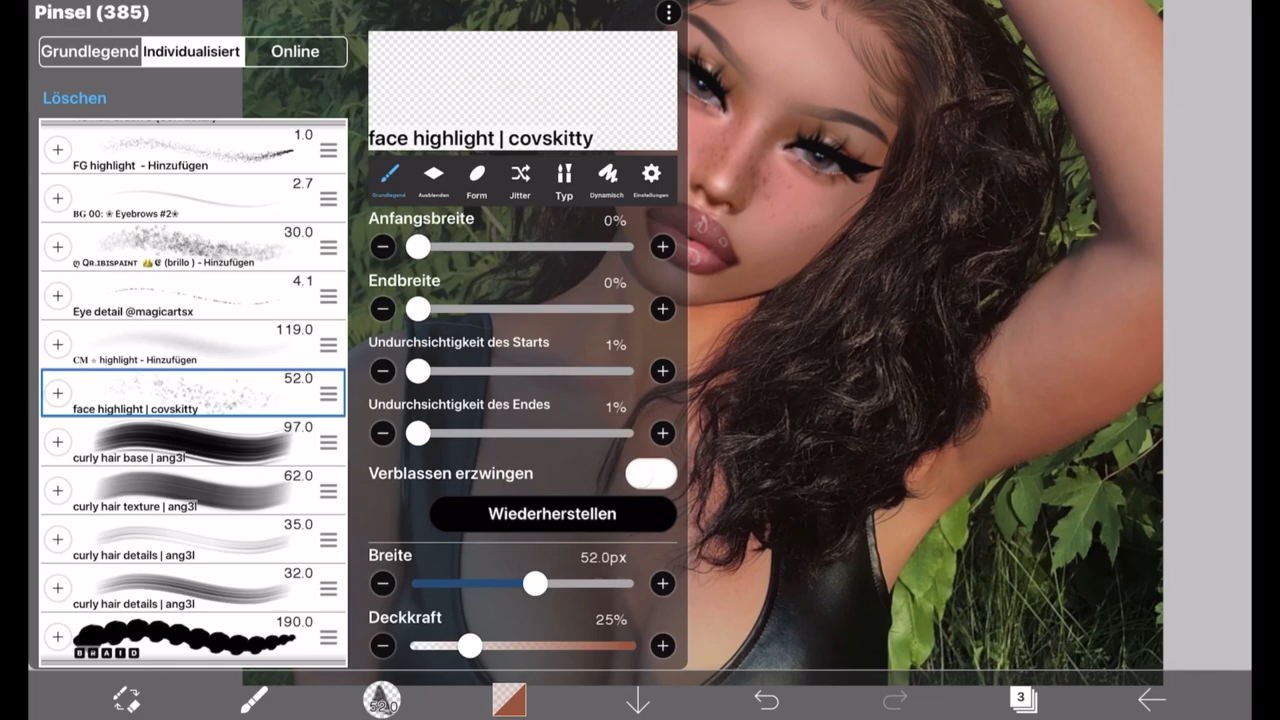 Pinsel (385)
Grundlegend Individualisiert Online
Löschen
1.0
FG highlight - Hinzufügen
2.7
BG 00: ❀ Eyebrows #2❀
30.0
ღ Qʀ.ɪʙɪsᴘᴀɪɴᴛ 👑 ₡ (brillo ) - Hinzufügen
4.1
Eye detail @magicartsx
119.0
CM ☆ highlight - Hinzufügen
52.0
face highlight | covskitty
97.0
curly hair base | ang3l
62.0
curly hair texture | ang3l
35.0
curly hair details | ang3l
32.0
curly hair details | ang3l
190.0
BRAID
face highlight | covskitty
Grundlegend Ausblenden Form Jitter Typ Dynamisch Einstellungen
Anfangsbreite 0%
Endbreite 0%
Undurchsichtigkeit des Starts 1%
Undurchsichtigkeit des Endes 1%
Verblassen erzwingen
Wiederherstellen
Breite 52.0px
Deckkraft 25%
52.0
3